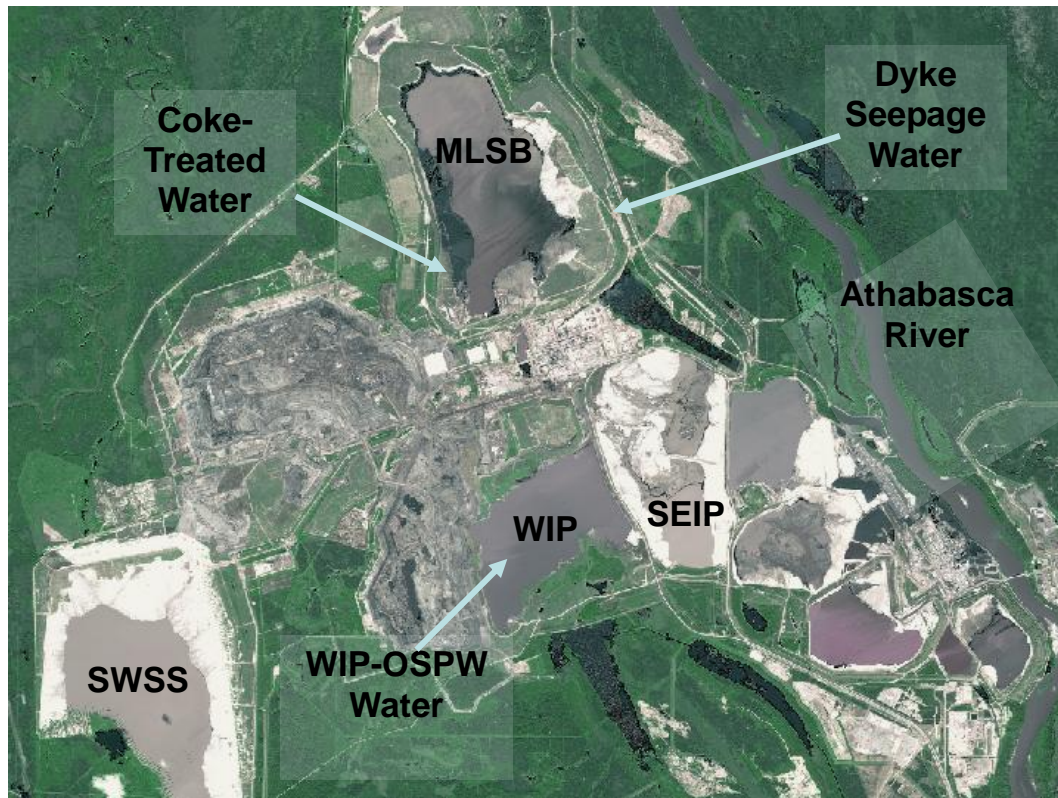 Coke-
Treated
Water
MLSB
Dyke
Seepage
Water
Athabasca
River
WIP
SEIP
SWSS
WIP-OSPW
Water